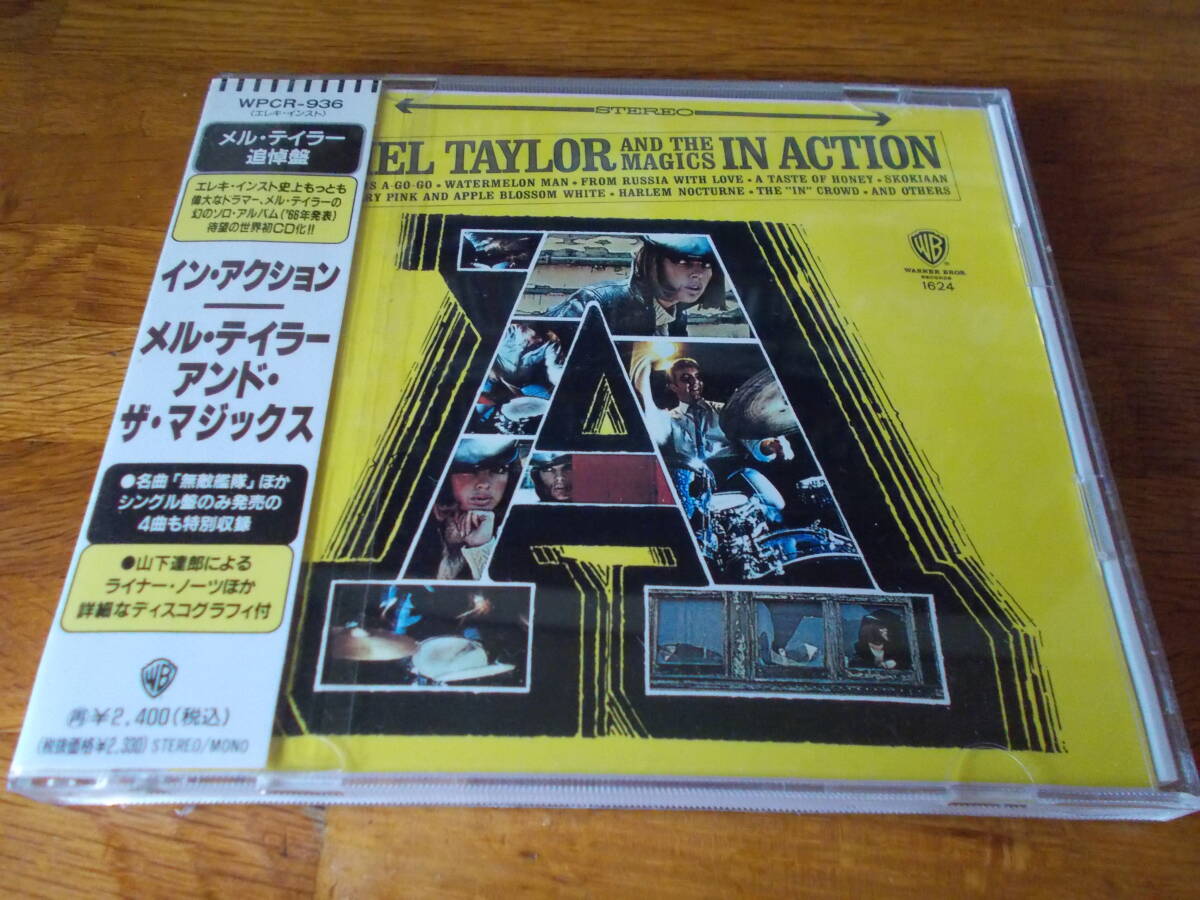 WPCR-936
(エレキ・インスト)
メル・テイラー
追悼盤
エレキ・インスト史上もっとも
偉大なドラマー、メル・テイラーの
幻のソロ・アルバム('66年発表)
待望の世界初CD化!!
イン・アクション
メル・テイラー
アンド・
ザ・マジックス
●名曲「無敵艦隊」ほか
シングル盤のみ発売の
4曲も特別収録
●山下達郎による
ライナー・ノーツほか
詳細なディスコグラフィ付
WB
¥2,400(税込)
(税抜価格¥2,330) STEREO/MONO
STEREO
MEL TAYLOR AND THE MAGICS IN ACTION
A-GO-GO • WATERMELON MAN • FROM RUSSIA WITH LOVE • A TASTE OF HONEY • SKOKIAAN
RY PINK AND APPLE BLOSSOM WHITE • HARLEM NOCTURNE • THE "IN" CROWD • AND OTHERS
WB
WARNER BROS.
RECORDS
1624